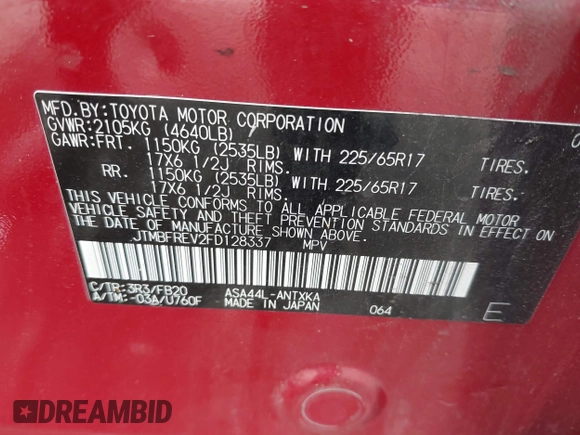 MFD.BY:TOYOTA MOTOR CORPORATION
GVWR:2105KG (4640LB)
GAWR:FRT. 1150KG (2535LB) WITH 225/65R17 TIRES.
17X6 1/2J RIMS.
RR. 1150KG (2535LB) WITH 225/65R17 TIRES.
17X6 1/2J RIMS.
THIS VEHICLE CONFORMS TO ALL APPLICABLE FEDERAL MOTOR
VEHICLE SAFETY AND THEFT PREVENTION STANDARDS IN EFFECT ON
THE DATE OF MANUFACTURE SHOWN ABOVE.
JTMBFREV2FD128337 MPV
C/TR:3R3/FB20 ASA44L-ANTXKA
A/TM:-03A/U760F MADE IN JAPAN 064 E
DREAMBID